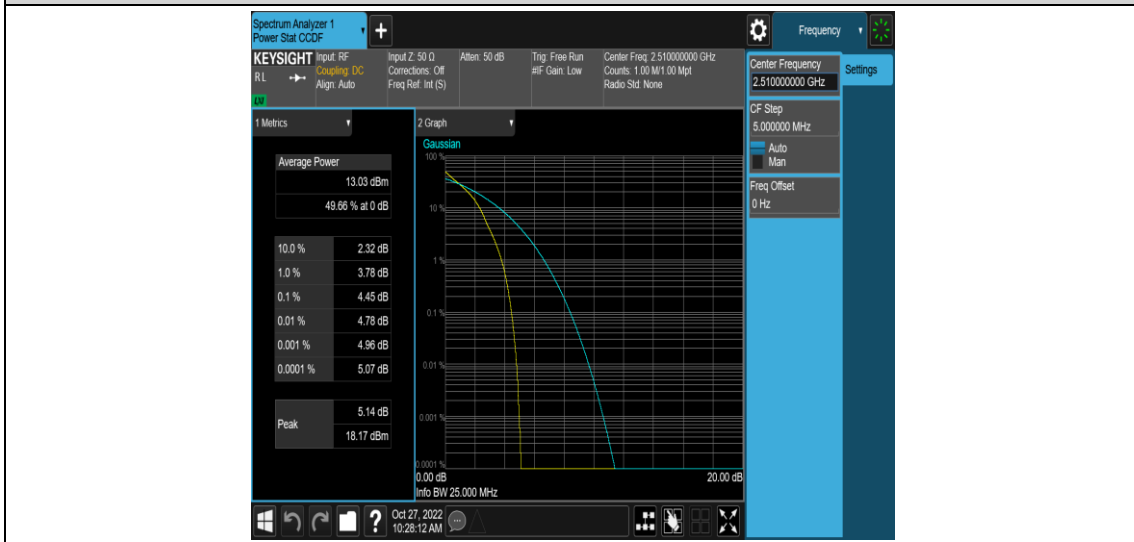 Spectrum Analyzer 1
Power Stat CCDF
+
Frequency
KEYSIGHT
RL
LXI
Input: RF
Coupling: DC
Align: Auto
Input Z: 50 Ω
Corrections: Off
Freq Ref: Int (S)
Atten: 50 dB
Trig: Free Run
#IF Gain: Low
Center Freq: 2.510000000 GHz
Counts: 1.00 M/1.00 Mpt
Radio Std: None
Center Frequency
2.510000000 GHz
Settings
CF Step
5.000000 MHz
Auto
Man
Freq Offset
0 Hz
1 Metrics
Average Power
13.03 dBm
49.66 % at 0 dB
10.0 % 2.32 dB
1.0 % 3.78 dB
0.1 % 4.45 dB
0.01 % 4.78 dB
0.001 % 4.96 dB
0.0001 % 5.07 dB
Peak
5.14 dB
18.17 dBm
2 Graph
Gaussian
100 %
10 %
1 %
0.1 %
0.01 %
0.001 %
0.0001 %
0.00 dB 20.00 dB
Info BW 25.000 MHz
?
Oct 27, 2022
10:28:12 AM